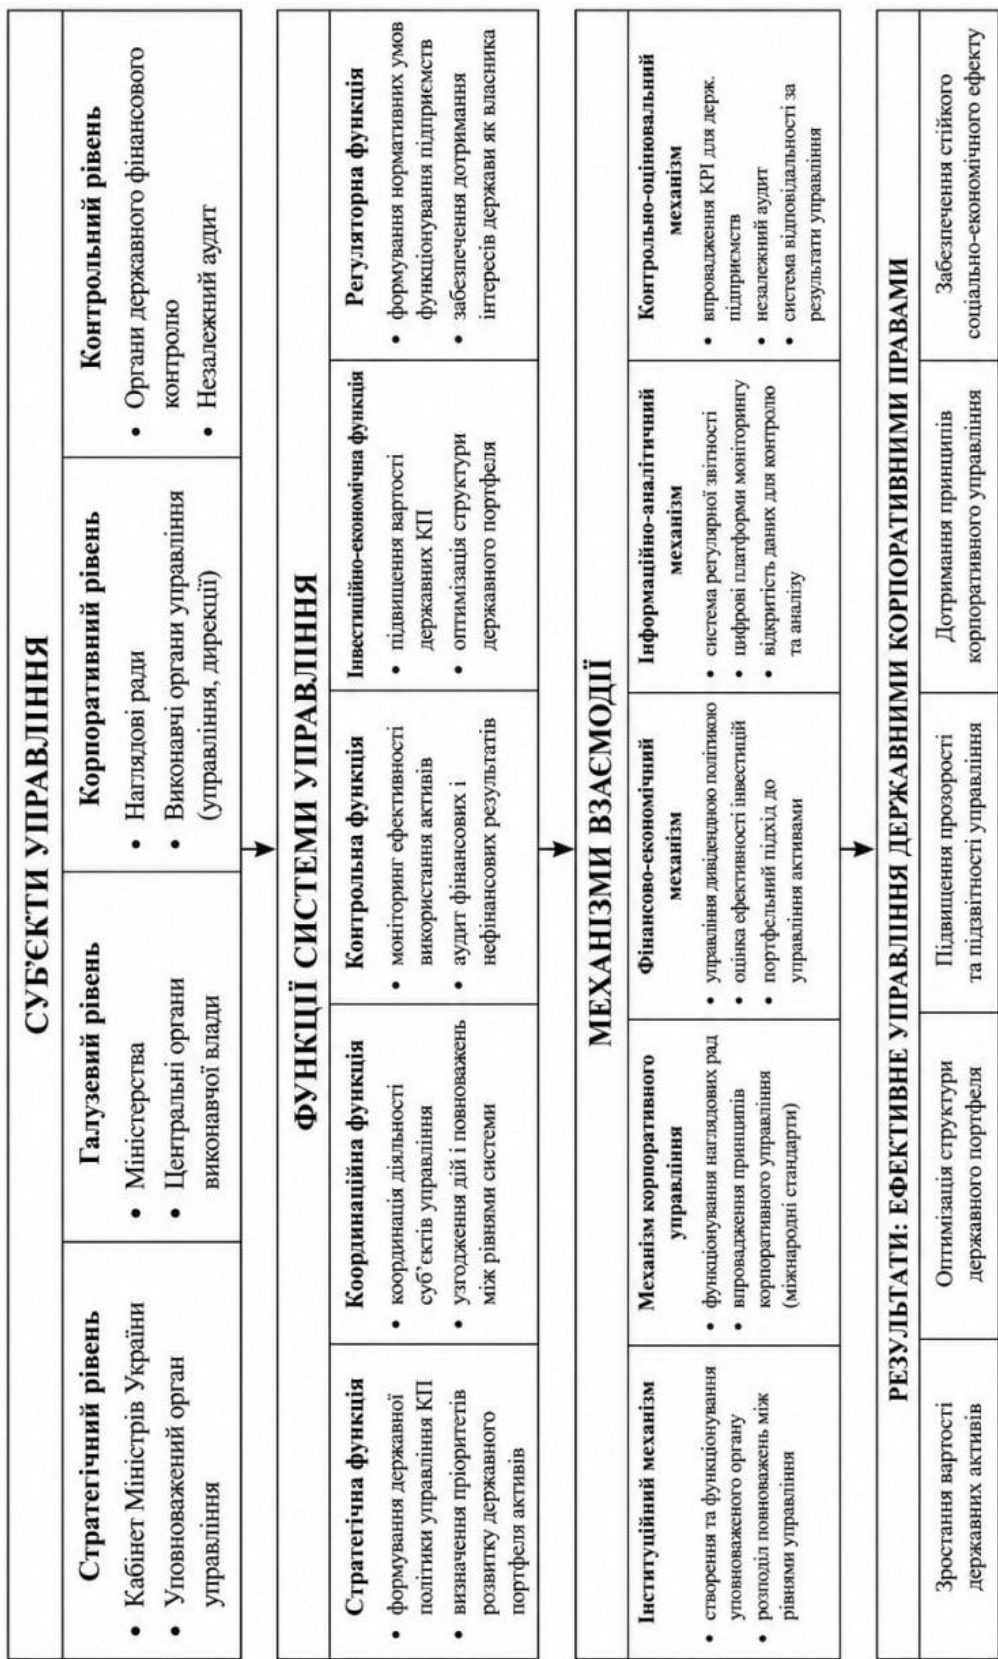 СУБ'ЄКТИ УПРАВЛІННЯ
Стратегічний рівень
• Кабінет Міністрів України
• Уповноважений орган
управління
Галузевий рівень
• Міністерства
• Центральні органи
виконавчої влади
Корпоративний рівень
• Наглядові ради
• Виконавчі органи управління
(управління, дирекції)
Контрольний рівень
• Органи державного фінансового
контролю
• Незалежний аудит
ФУНКЦІЇ СИСТЕМИ УПРАВЛІННЯ
Стратегічна функція
• формування державної
політики управління КП
• визначення пріоритетів
розвитку державного
портфеля активів
Координаційна функція
• координація діяльності
суб'єктів управління
• узгодження дій і повноважень
між рівнями системи
Контрольна функція
• моніторинг ефективності
використання активів
• аудит фінансових і
нефінансових результатів
Інвестиційно-економічна функція
• підвищення вартості
державних КП
• оптимізація структури
державного портфеля
Регуляторна функція
• формування нормативних умов
функціонування підприємств
• забезпечення дотримання
інтересів держави як власника
МЕХАНІЗМИ ВЗАЄМОДІЇ
Інституційний механізм
• створення та функціонування
уповноваженого органу
• розподіл повноважень між
рівнями управління
Механізм корпоративного
управління
• функціонування наглядових рад
• впровадження принципів
корпоративного управління
(міжнародні стандарти)
Фінансово-економічний
механізм
• управління дивідендною політикою
• оцінка ефективності інвестицій
• портфельний підхід до
управління активами
Інформаційно-аналітичний
механізм
• система регулярної звітності
• цифрові платформи моніторингу
• відкритість даних для контролю
та аналізу
Контрольно-оцінювальний
механізм
• впровадження KPI для держ.
підприємств
• незалежний аудит
• система відповідальності за
результати управління
РЕЗУЛЬТАТИ: ЕФЕКТИВНЕ УПРАВЛІННЯ ДЕРЖАВНИМИ КОРПОРАТИВНИМИ ПРАВАМИ
Зростання вартості
державних активів
Оптимізація структури
державного портфеля
Підвищення прозорості
та підзвітності управління
Дотримання принципів
корпоративного управління
Забезпечення стійкого
соціально-економічного ефекту